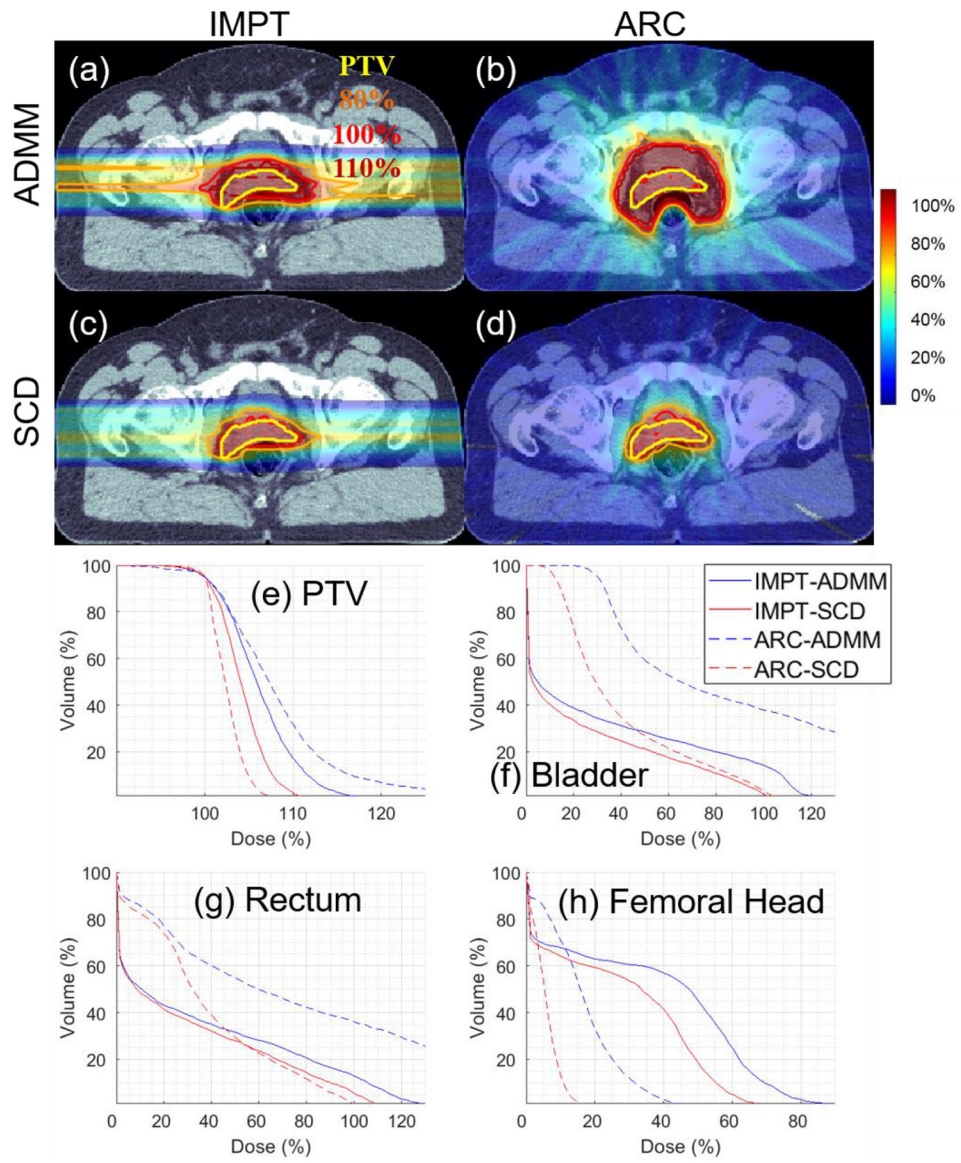 IMPT
ARC
ADMM
(a)
PTV
80%
100%
110%
(b)
100%
80%
60%
40%
20%
0%
SCD
(c)
(d)
(e) PTV
100
80
60
40
20
Volume (%)
100
110
120
Dose (%)
(f) Bladder
100
80
60
40
20
Volume (%)
0
20
40
60
80
100
120
Dose (%)
IMPT-ADMM
IMPT-SCD
ARC-ADMM
ARC-SCD
(g) Rectum
100
80
60
40
20
Volume (%)
0
20
40
60
80
100
120
Dose (%)
(h) Femoral Head
100
80
60
40
20
Volume (%)
0
20
40
60
80
Dose (%)